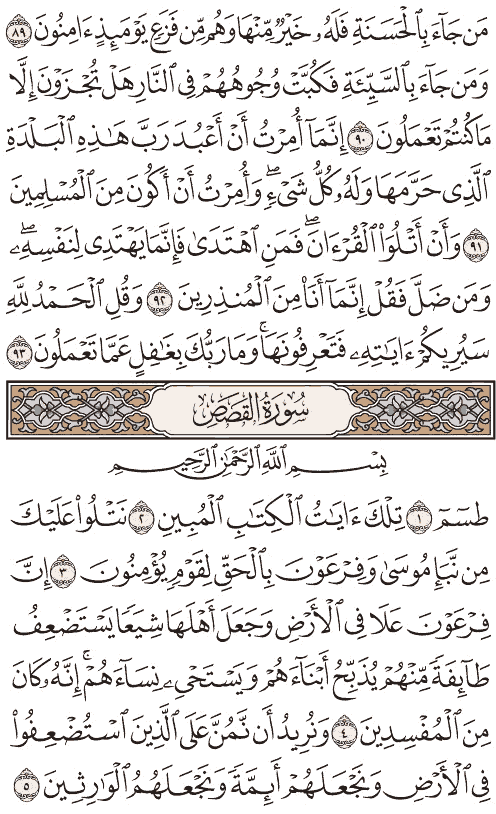 مَن جَآءَ بِٱلْحَسَنَةِ فَلَهُۥ خَيْرٌ مِّنْهَا وَهُم مِّن فَزَعٍ يَوْمَئِذٍ ءَامِنُونَ ٨٩
وَمَن جَآءَ بِٱلسَّيِّئَةِ فَكُبَّتْ وُجُوهُهُمْ فِى ٱلنَّارِ هَلْ تُجْزَوْنَ إِلَّا
مَا كُنتُمْ تَعْمَلُونَ ٩٠ إِنَّمَآ أُمِرْتُ أَنْ أَعْبُدَ رَبَّ هَٰذِهِ ٱلْبَلْدَةِ
ٱلَّذِى حَرَّمَهَا وَلَهُۥ كُلُّ شَىْءٍۖ وَأُمِرْتُ أَنْ أَكُونَ مِنَ ٱلْمُسْلِمِينَ
٩١ وَأَنْ أَتْلُوَا۟ ٱلْقُرْءَانَۖ فَمَنِ ٱهْتَدَىٰ فَإِنَّمَا يَهْتَدِى لِنَفْسِهِۦۖ
وَمَن ضَلَّ فَقُلْ إِنَّمَآ أَنَا۠ مِنَ ٱلْمُنذِرِينَ ٩٢ وَقُلِ ٱلْحَمْدُ لِلَّهِ
سَيُرِيكُمْ ءَايَٰتِهِۦ فَتَعْرِفُونَهَاۚ وَمَا رَبُّكَ بِغَٰفِلٍ عَمَّا تَعْمَلُونَ ٩٣
سُورَةُ القَصَصِ
بِسْمِ ٱللَّهِ ٱلرَّحْمَٰنِ ٱلرَّحِيمِ
طسٓمٓ ١ تِلْكَ ءَايَٰتُ ٱلْكِتَٰبِ ٱلْمُبِينِ ٢ نَتْلُوا۟ عَلَيْكَ
مِن نَّبَإِ مُوسَىٰ وَفِرْعَوْنَ بِٱلْحَقِّ لِقَوْمٍ يُؤْمِنُونَ ٣ إِنَّ
فِرْعَوْنَ عَلَا فِى ٱلْأَرْضِ وَجَعَلَ أَهْلَهَا شِيَعًا يَسْتَضْعِفُ
طَآئِفَةً مِّنْهُمْ يُذَبِّحُ أَبْنَآءَهُمْ وَيَسْتَحْىِۦ نِسَآءَهُمْۚ إِنَّهُۥ كَانَ
مِنَ ٱلْمُفْسِدِينَ ٤ وَنُرِيدُ أَن نَّمُنَّ عَلَى ٱلَّذِينَ ٱسْتُضْعِفُوا۟
فِى ٱلْأَرْضِ وَنَجْعَلَهُمْ أَئِمَّةً وَنَجْعَلَهُمُ ٱلْوَٰرِثِينَ ٥